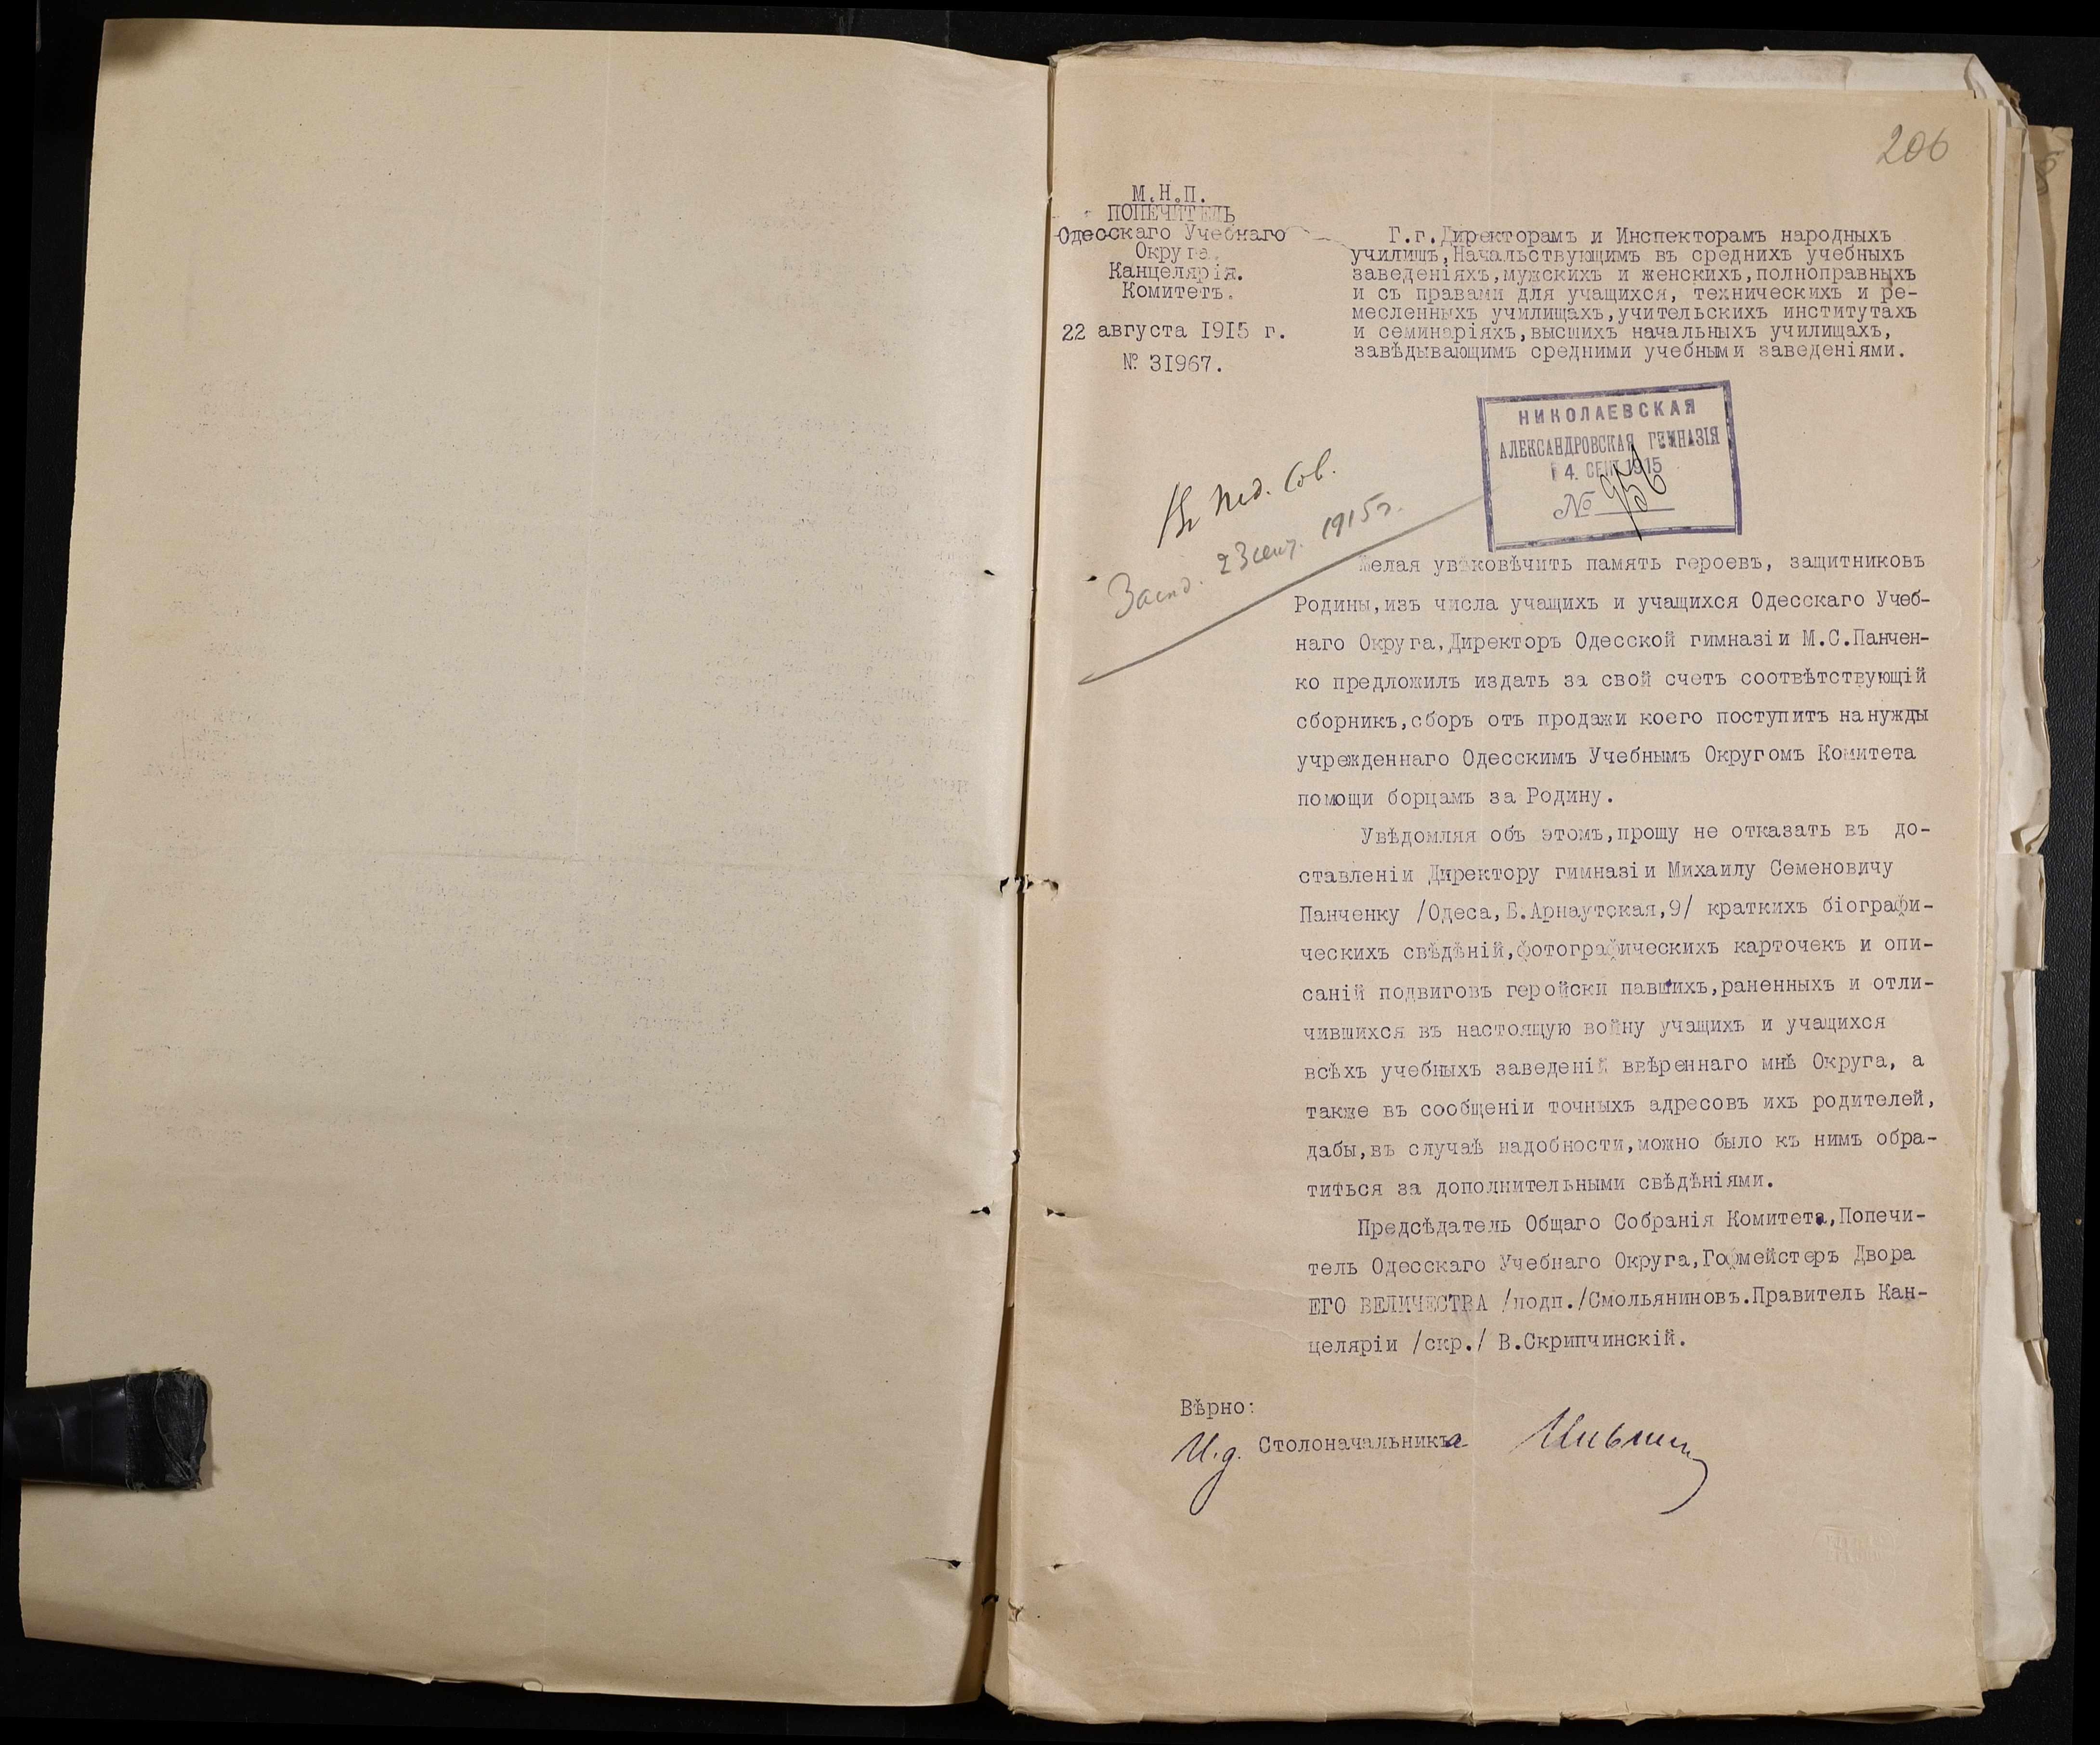 206
М.Н.П.
ПОПЕЧИТЕЛЬ
Одесскаго Учебнаго
Округа.
Канцелярія.
Комитетъ.
22 августа 1915 г.
№ 31967.
Г.г.Директорамъ и Инспекторамъ народныхъ
училищъ,Начальствующимъ въ среднихъ учебныхъ
заведеніяхъ,мужскихъ и женскихъ,полноправныхъ
и съ правами для учащихся, техническихъ и ре-
месленныхъ училищахъ,учительскихъ институтахъ
и семинаріяхъ,высшихъ начальныхъ училищахъ,
завѣдывающимъ средними учебными заведеніями.
НИКОЛАЕВСКАЯ
АЛЕКСАНДРОВСКАЯ ГИМНАЗІЯ
4. СЕНТ 1915
№ 956
Пед. Сов.
Засѣд. 23 сент. 1915 г.
Желая увѣковѣчить память героевъ, защитниковъ
Родины,изъ числа учащихъ и учащихся Одесскаго Учеб-
наго Округа,Директоръ Одесской гимназіи М.С.Панчен-
ко предложилъ издать за свой счетъ соотвѣтствующій
сборникъ,сборъ отъ продажи коего поступитъ на нужды
учрежденнаго Одесскимъ Учебнымъ Округомъ Комитета
помощи борцамъ за Родину.
Увѣдомляя объ этомъ,прошу не отказать въ до-
ставленіи Директору гимназіи Михаилу Семеновичу
Панченку /Одеса,Б.Арнаутская,9/ краткихъ біографи-
ческихъ свѣдѣній,фотографическихъ карточекъ и опи-
саній подвиговъ геройски павшихъ,раненныхъ и отли-
чившихся въ настоящую войну учащихъ и учащихся
всѣхъ учебныхъ заведеній ввѣреннаго мнѣ Округа, а
также въ сообщеніи точныхъ адресовъ ихъ родителей,
дабы,въ случаѣ надобности,можно было къ нимъ обра-
титься за дополнительными свѣдѣніями.
Предсѣдатель Общаго Собранія Комитета,Попечи-
тель Одесскаго Учебнаго Округа,Гофмейстеръ Двора
ЕГО ВЕЛИЧЕСТВА /подп./Смольяниновъ.Правитель Кан-
целяріи /скр./ В.Скрипчинскій.
Вѣрно:
И.д. Столоначальника